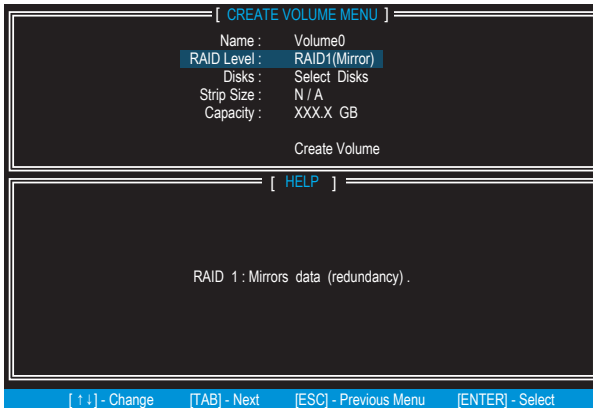 [ CREATE VOLUME MENU ]
Name : Volume0
RAID Level : RAID1(Mirror)
Disks : Select Disks
Strip Size : N / A
Capacity : XXX.X GB
Create Volume
[ HELP ]
RAID 1 : Mirrors data (redundancy) .
[ ↑↓] - Change [TAB] - Next [ESC] - Previous Menu [ENTER] - Select